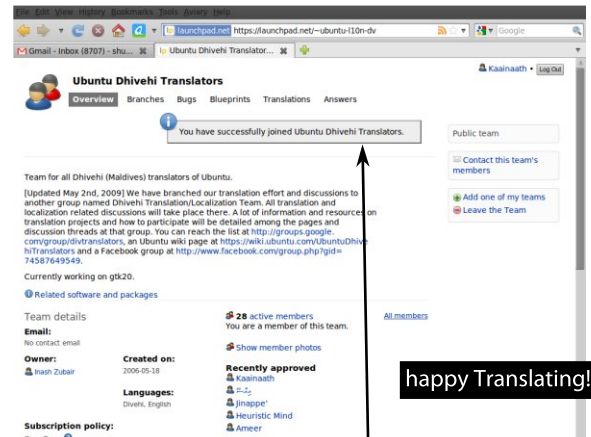 File Edit View History Bookmarks Tools Aviary Help
launchpad.net https://launchpad.net/~ubuntu-l10n-dv
Google
Gmail - Inbox (8707) - shu...
Ubuntu Dhivehi Translator...
Kaainaath • Log Out
Ubuntu Dhivehi Translators
Overview Branches Bugs Blueprints Translations Answers
You have successfully joined Ubuntu Dhivehi Translators.
Public team
Contact this team's
members
Add one of my teams
Leave the Team
Team for all Dhivehi (Maldives) translators of Ubuntu.
[Updated May 2nd, 2009] We have branched our translation effort and discussions to
another group named Dhivehi Translation/Localization Team. All translation and
localization related discussions will take place there. A lot of information and resources on
translation projects and how to participate will be detailed among the pages and
discussion threads at that group. You can reach the list at http://groups.google.
com/group/divtranslators, an Ubuntu wiki page at https://wiki.ubuntu.com/UbuntuDhive
hiTranslators and a Facebook group at http://www.facebook.com/group.php?gid=
74587649549.
Currently working on gtk20.
Related software and packages
Team details
Email:
No contact email
Owner:
Inash Zubair
Created on:
2006-05-18
Languages:
Divehi, English
Subscription policy:
28 active members
You are a member of this team.
All members
Show member photos
Recently approved
Kaainaath
Jinappe'
Heuristic Mind
Ameer
happy Translating!